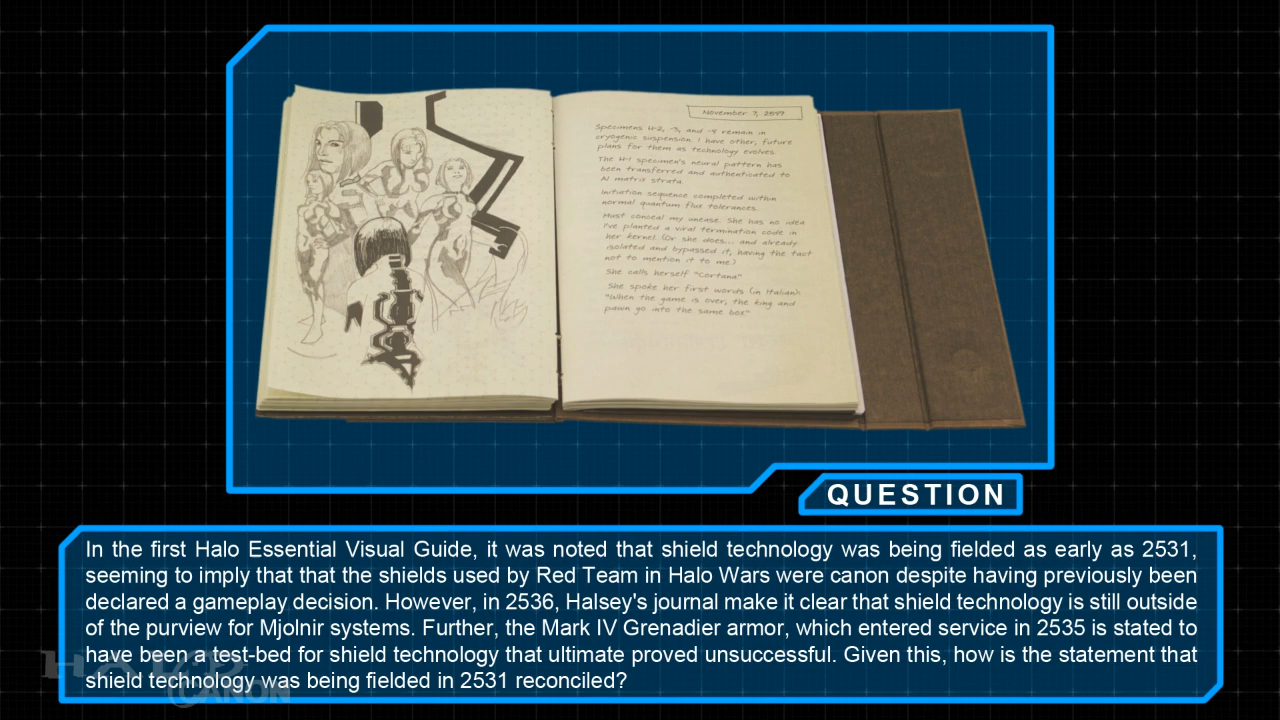 November 7, 2549
Specimens H-2, -3, and -4 remain in
cryogenic suspension. I have other, future
plans for them as technology evolves.
The H-1 specimen's neural pattern has
been transferred and authenticated to
AI matrix strata.
Initiation sequence completed within
normal quantum flux tolerances.
Must conceal my unease. She has no idea
I've planted a viral termination code in
her kernel. (Or she does... and already
isolated and bypassed it, having the tact
not to mention it to me.)
She calls herself "Cortana"
She spoke her first words (in Italian):
"When the game is over, the king and
pawn go into the same box"
QUESTION
In the first Halo Essential Visual Guide, it was noted that shield technology was being fielded as early as 2531,
seeming to imply that that the shields used by Red Team in Halo Wars were canon despite having previously been
declared a gameplay decision. However, in 2536, Halsey's journal make it clear that shield technology is still outside
of the purview for Mjolnir systems. Further, the Mark IV Grenadier armor, which entered service in 2535 is stated to
have been a test-bed for shield technology that ultimate proved unsuccessful. Given this, how is the statement that
shield technology was being fielded in 2531 reconciled?
HALO
CANON